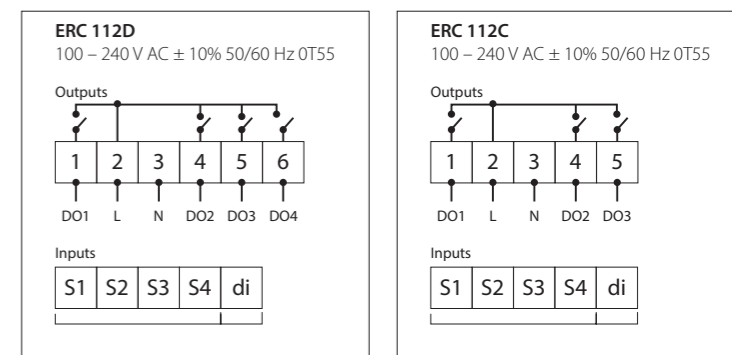 ERC 112D
100 – 240 V AC ± 10% 50/60 Hz 0T55
Outputs
1 2 3 4 5 6
DO1 L N DO2 DO3 DO4
Inputs
S1 S2 S3 S4 di
ERC 112C
100 – 240 V AC ± 10% 50/60 Hz 0T55
Outputs
1 2 3 4 5
DO1 L N DO2 DO3
Inputs
S1 S2 S3 S4 di